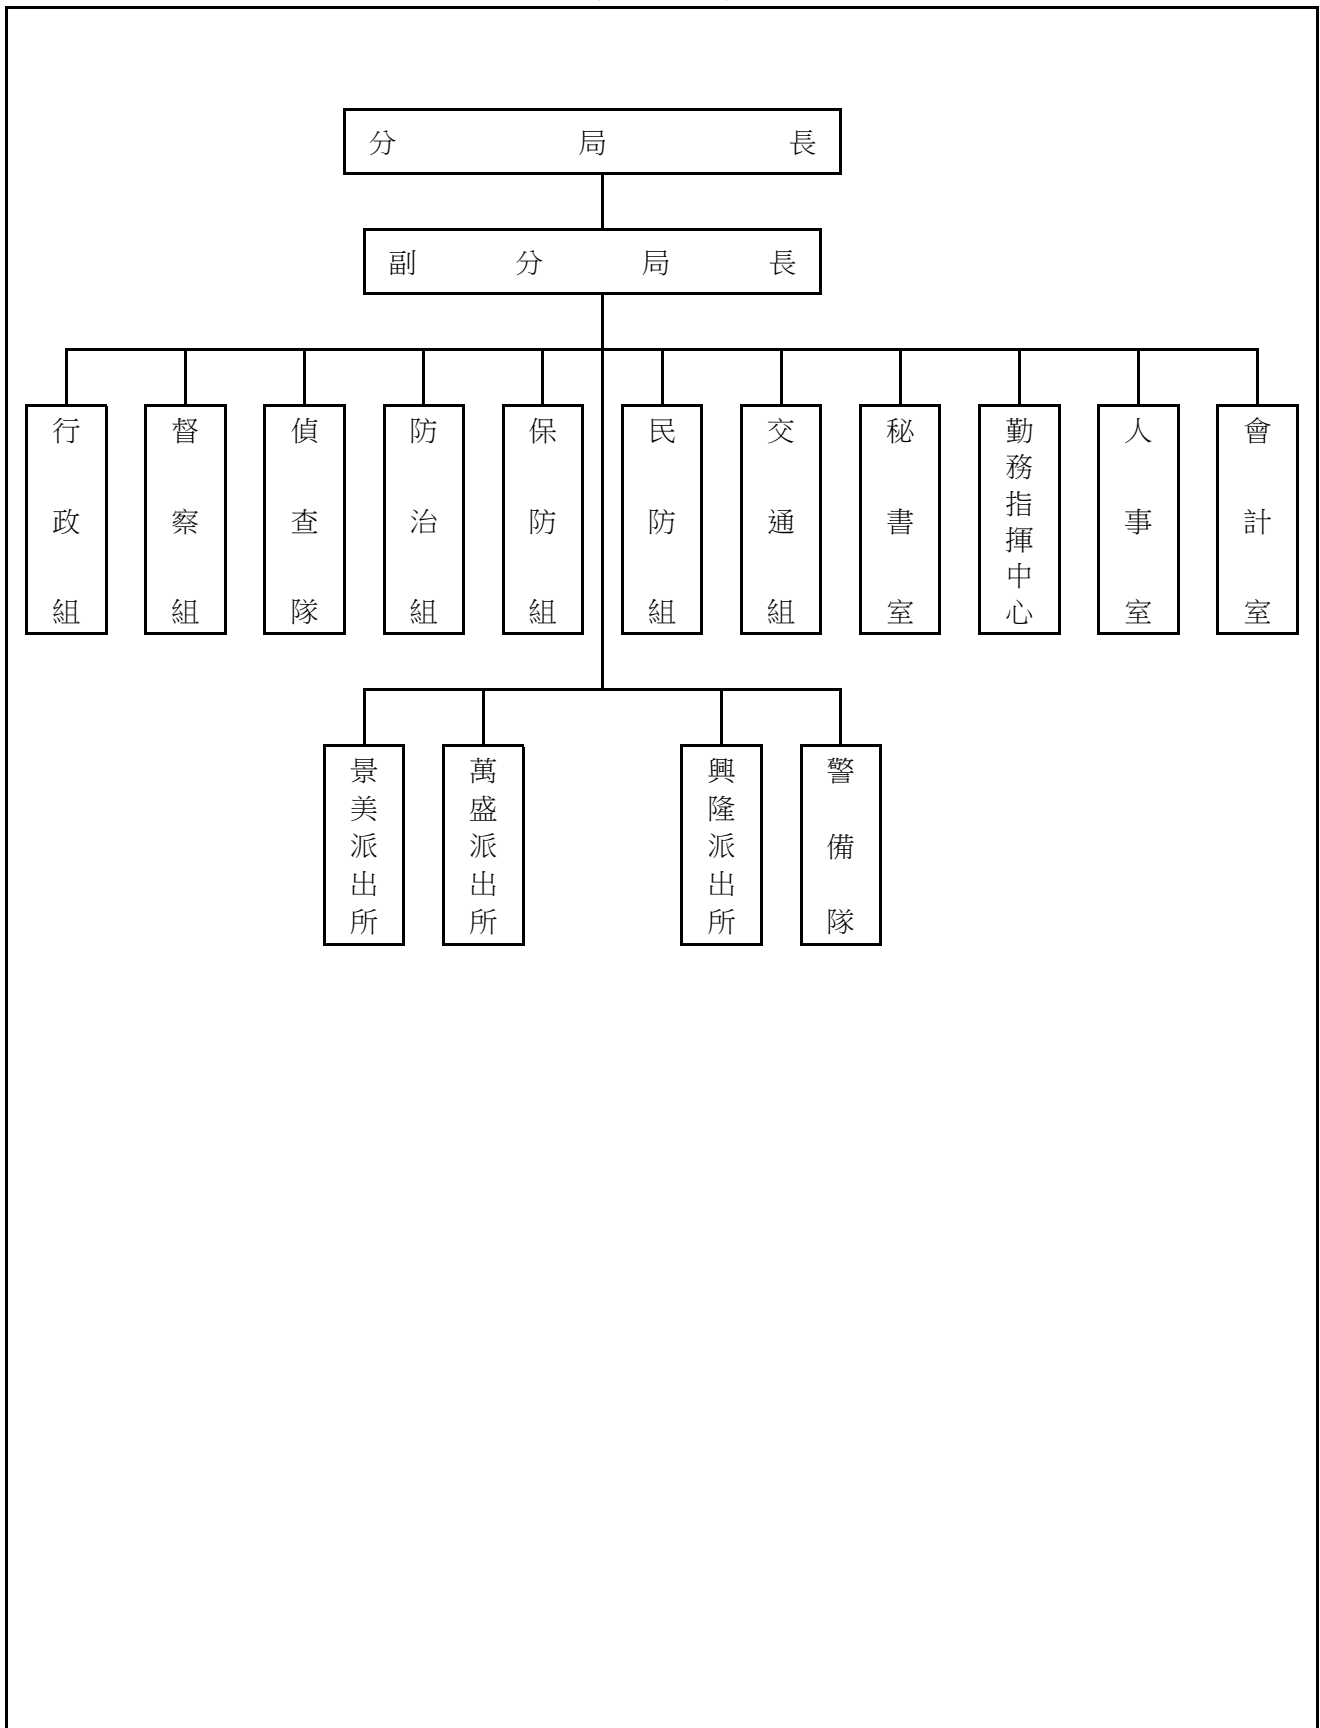 分局長
副分局長
行政組
督察組
偵查隊
防治組
保防組
民防組
交通組
秘書室
勤務指揮中心
人事室
會計室
景美派出所
萬盛派出所
興隆派出所
警備隊